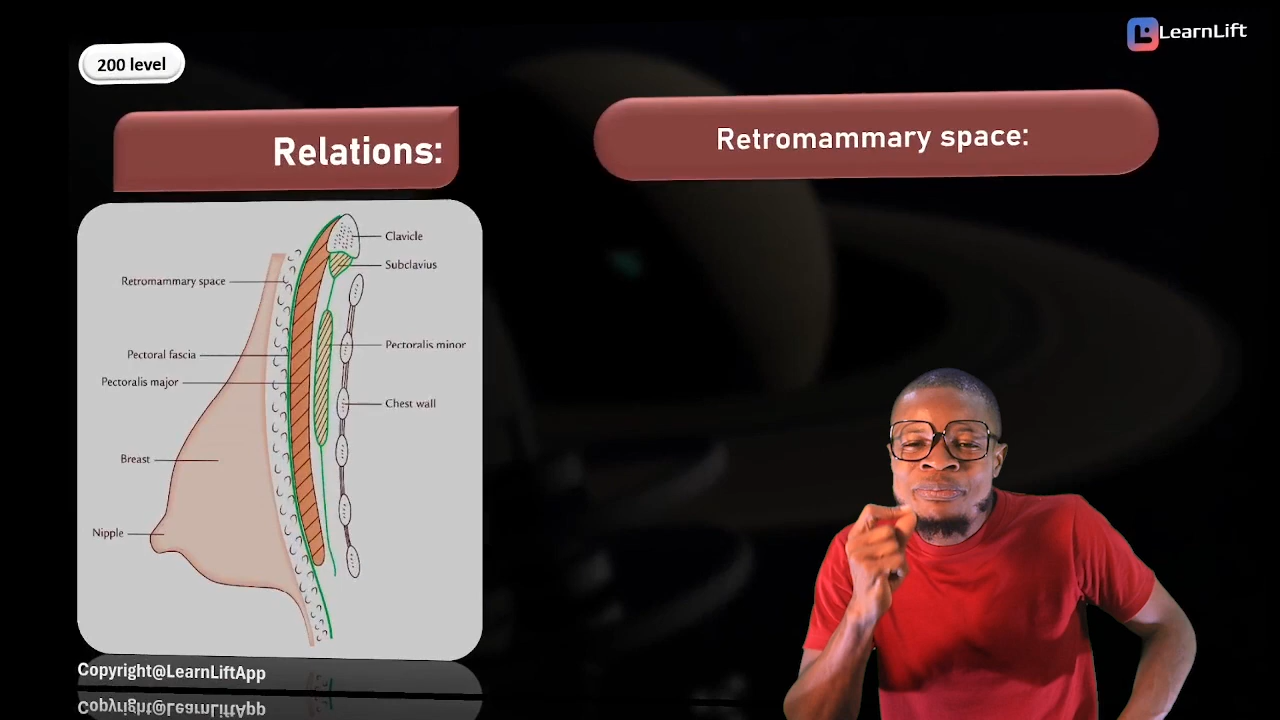 LearnLift
200 level
Relations:
Retromammary space:
Clavicle
Subclavius
Retromammary space
Pectoralis minor
Pectoral fascia
Pectoralis major
Chest wall
Breast
Nipple
Copyright@LearnLiftApp
Copyright@LearnLiftApp